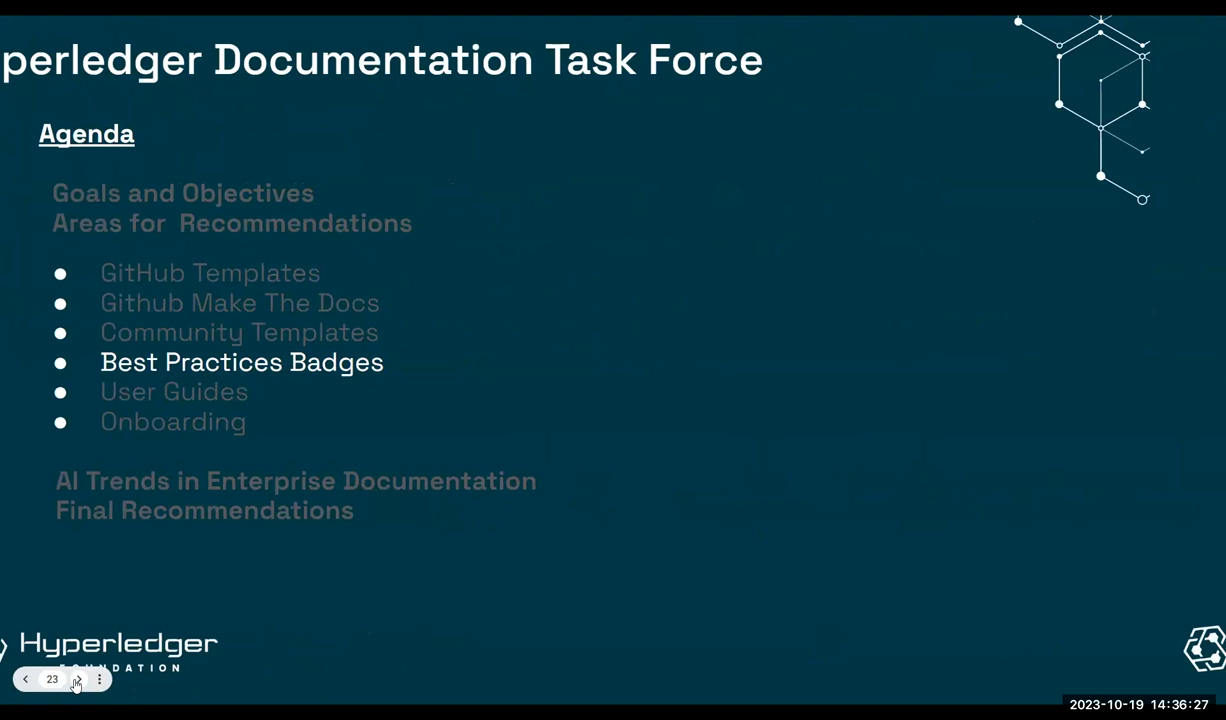 perledger Documentation Task Force
Agenda
Goals and Objectives
Areas for Recommendations
● GitHub Templates
● Github Make The Docs
● Community Templates
● Best Practices Badges
● User Guides
● Onboarding
AI Trends in Enterprise Documentation
Final Recommendations
Hyperledger
FOUNDATION
23
2023-10-19 14:36:27